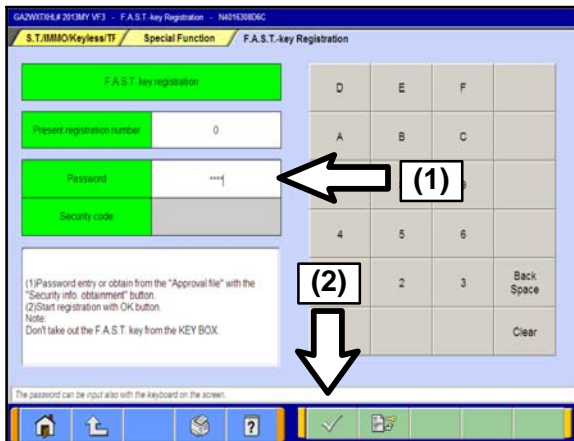 GA2WXTXHL# 2013MY VF3 - F.A.S.T.-key Registration - N4016308D6C
S.T./IMMO/Keyless/TF
Special Function
F.A.S.T.-key Registration
F.A.S.T. key registration
Present registration number
0
Password
****
Security code
(1)Password entry or obtain from the "Approval file" with the
"Security info. obtainment" button.
(2)Start registration with OK button.
Note:
Don't take out the F.A.S.T. key from the KEY BOX.
D E F
A B C
9
4 5 6
2 3 Back Space
Clear
(1)
(2)
The password can be input also with the keyboard on the screen.
?